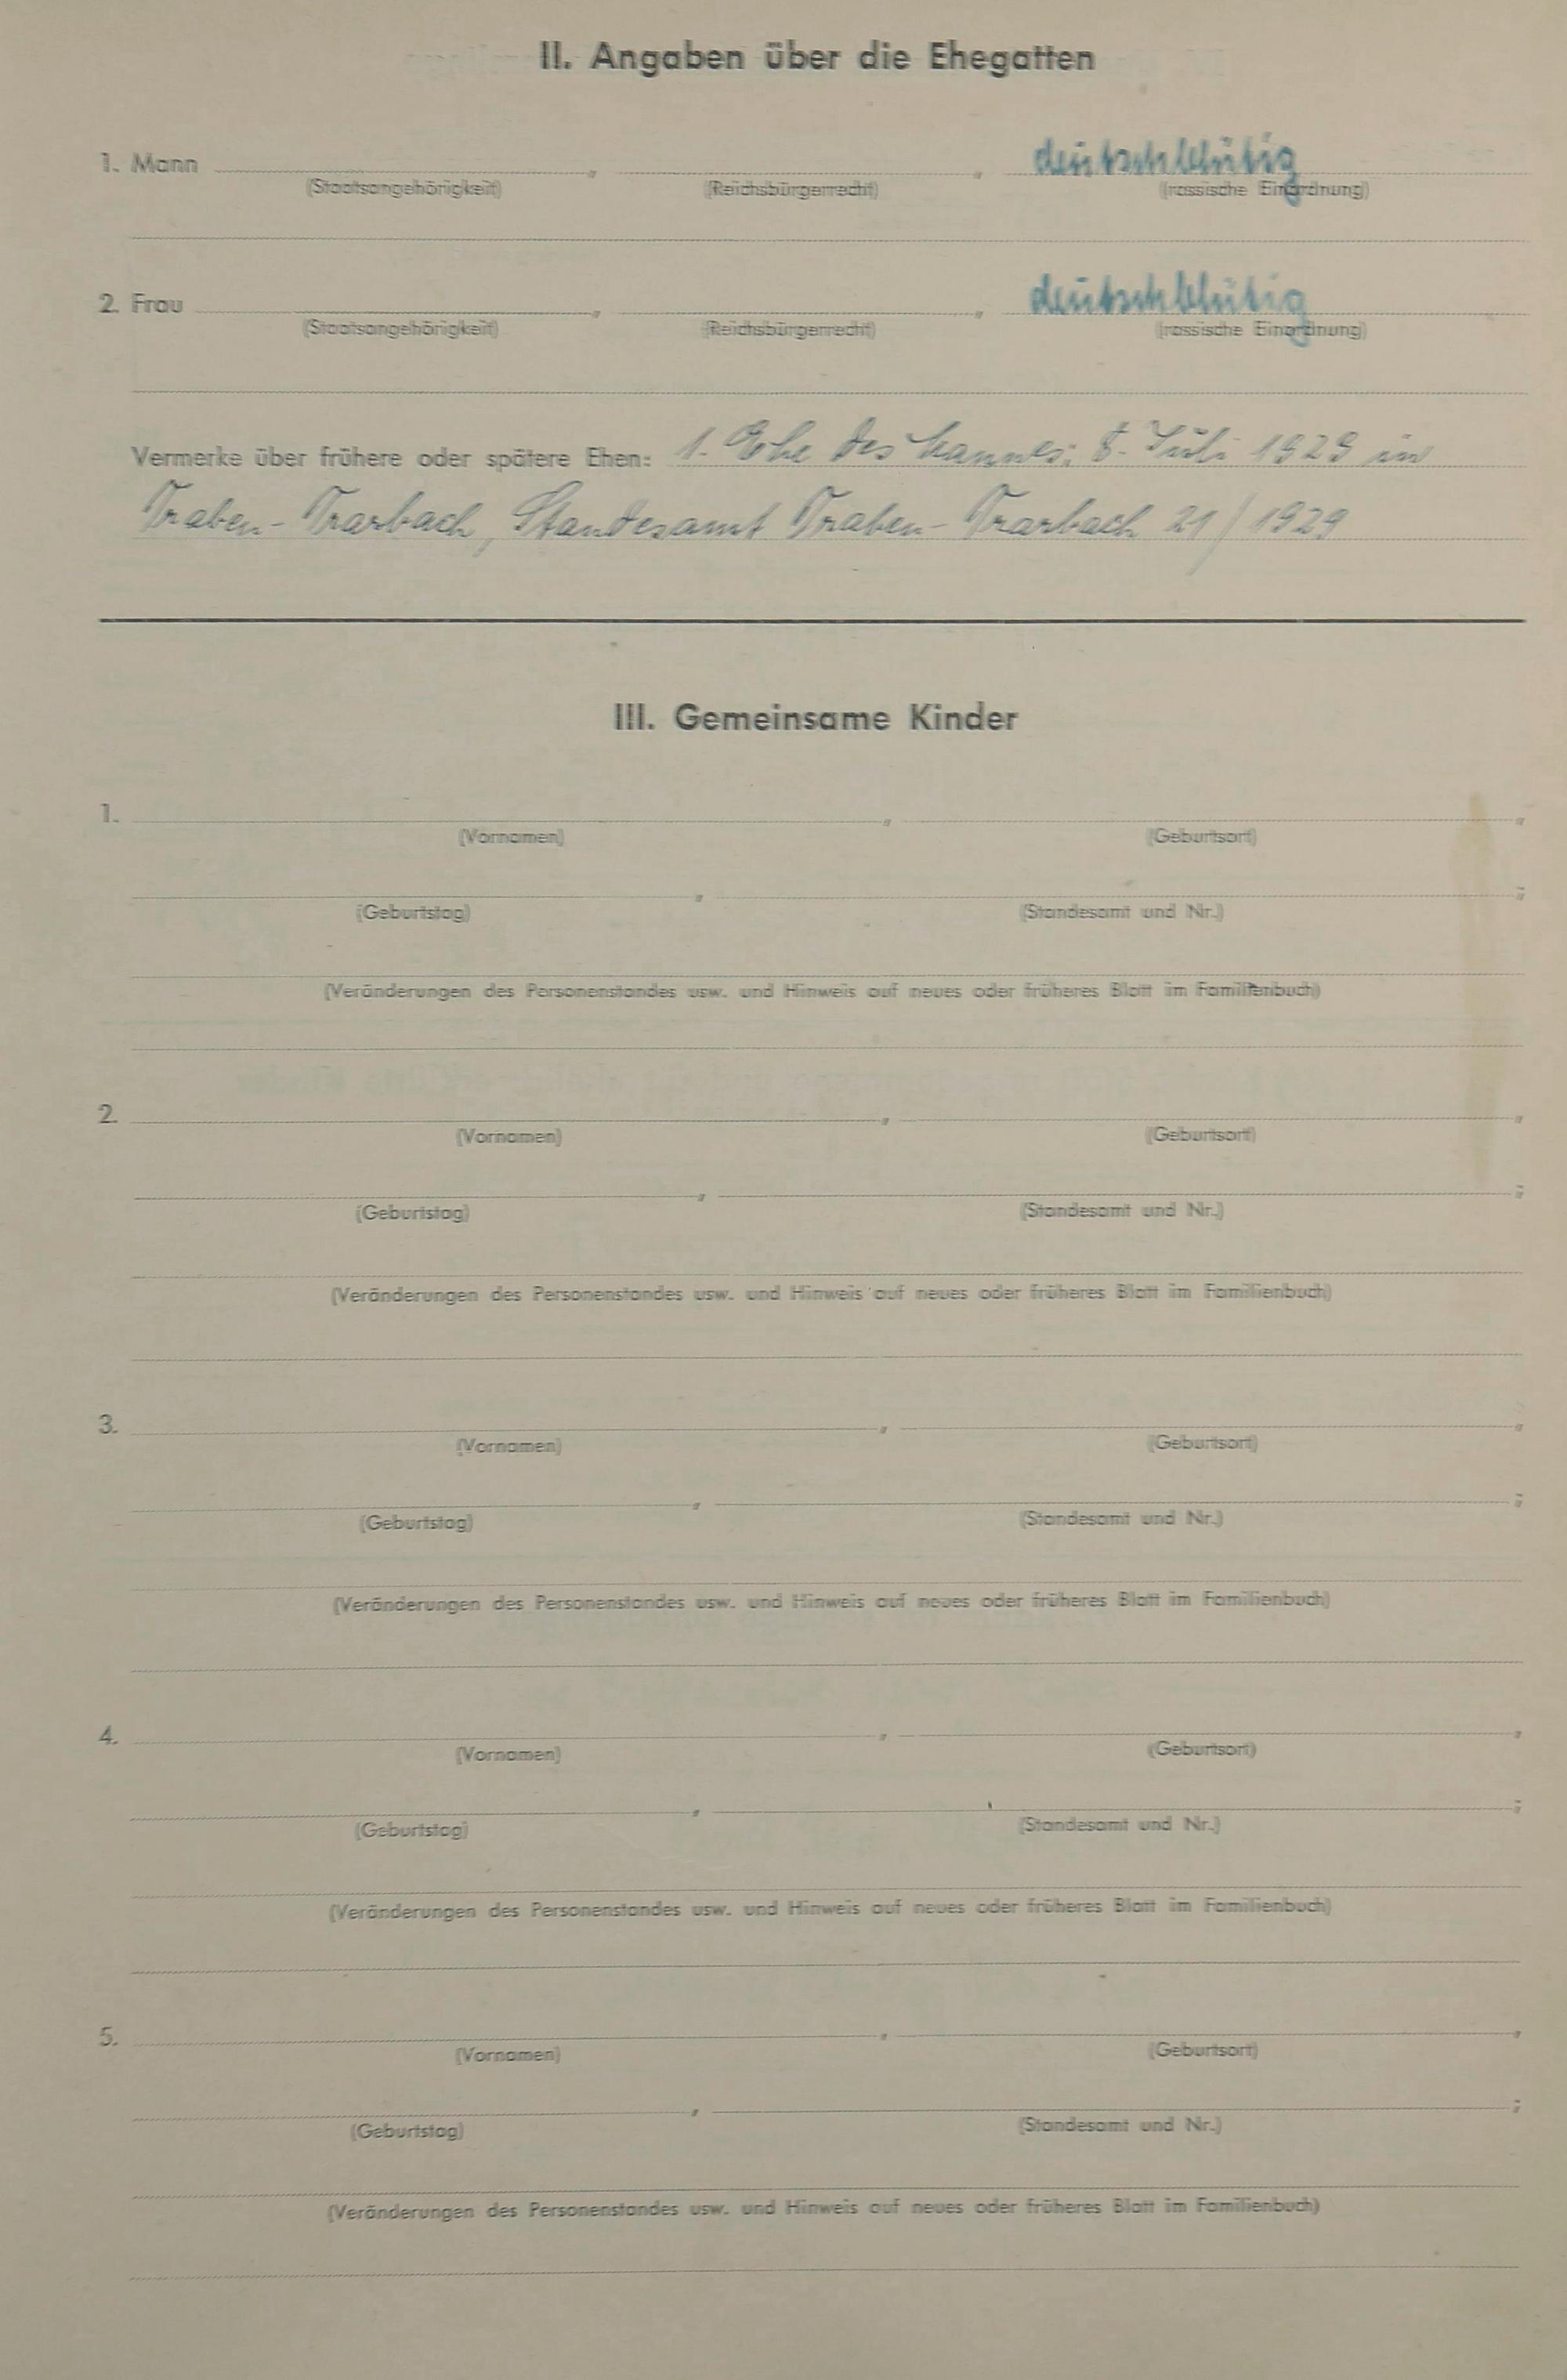 II. Angaben über die Ehegatten
1. Mann , , deutschblütig
(Staatsangehörigkeit) (Reichsbürgerrecht) (rassische Einordnung)
2. Frau , , deutschblütig
(Staatsangehörigkeit) (Reichsbürgerrecht) (rassische Einordnung)
Vermerke über frühere oder spätere Ehen: 1. Ehe des Mannes: 8. Juli 1929 in
Traben-Trarbach, Standesamt Traben-Trarbach 21/1929
III. Gemeinsame Kinder
1. , ,
(Vornamen) (Geburtsort)
, ;
(Geburtstag) (Standesamt und Nr.)
(Veränderungen des Personenstandes usw. und Hinweis auf neues oder früheres Blatt im Familienbuch)
2. , ,
(Vornamen) (Geburtsort)
, ;
(Geburtstag) (Standesamt und Nr.)
(Veränderungen des Personenstandes usw. und Hinweis auf neues oder früheres Blatt im Familienbuch)
3. , ,
(Vornamen) (Geburtsort)
, ;
(Geburtstag) (Standesamt und Nr.)
(Veränderungen des Personenstandes usw. und Hinweis auf neues oder früheres Blatt im Familienbuch)
4. , ,
(Vornamen) (Geburtsort)
, ;
(Geburtstag) (Standesamt und Nr.)
(Veränderungen des Personenstandes usw. und Hinweis auf neues oder früheres Blatt im Familienbuch)
5. , ,
(Vornamen) (Geburtsort)
, ;
(Geburtstag) (Standesamt und Nr.)
(Veränderungen des Personenstandes usw. und Hinweis auf neues oder früheres Blatt im Familienbuch)